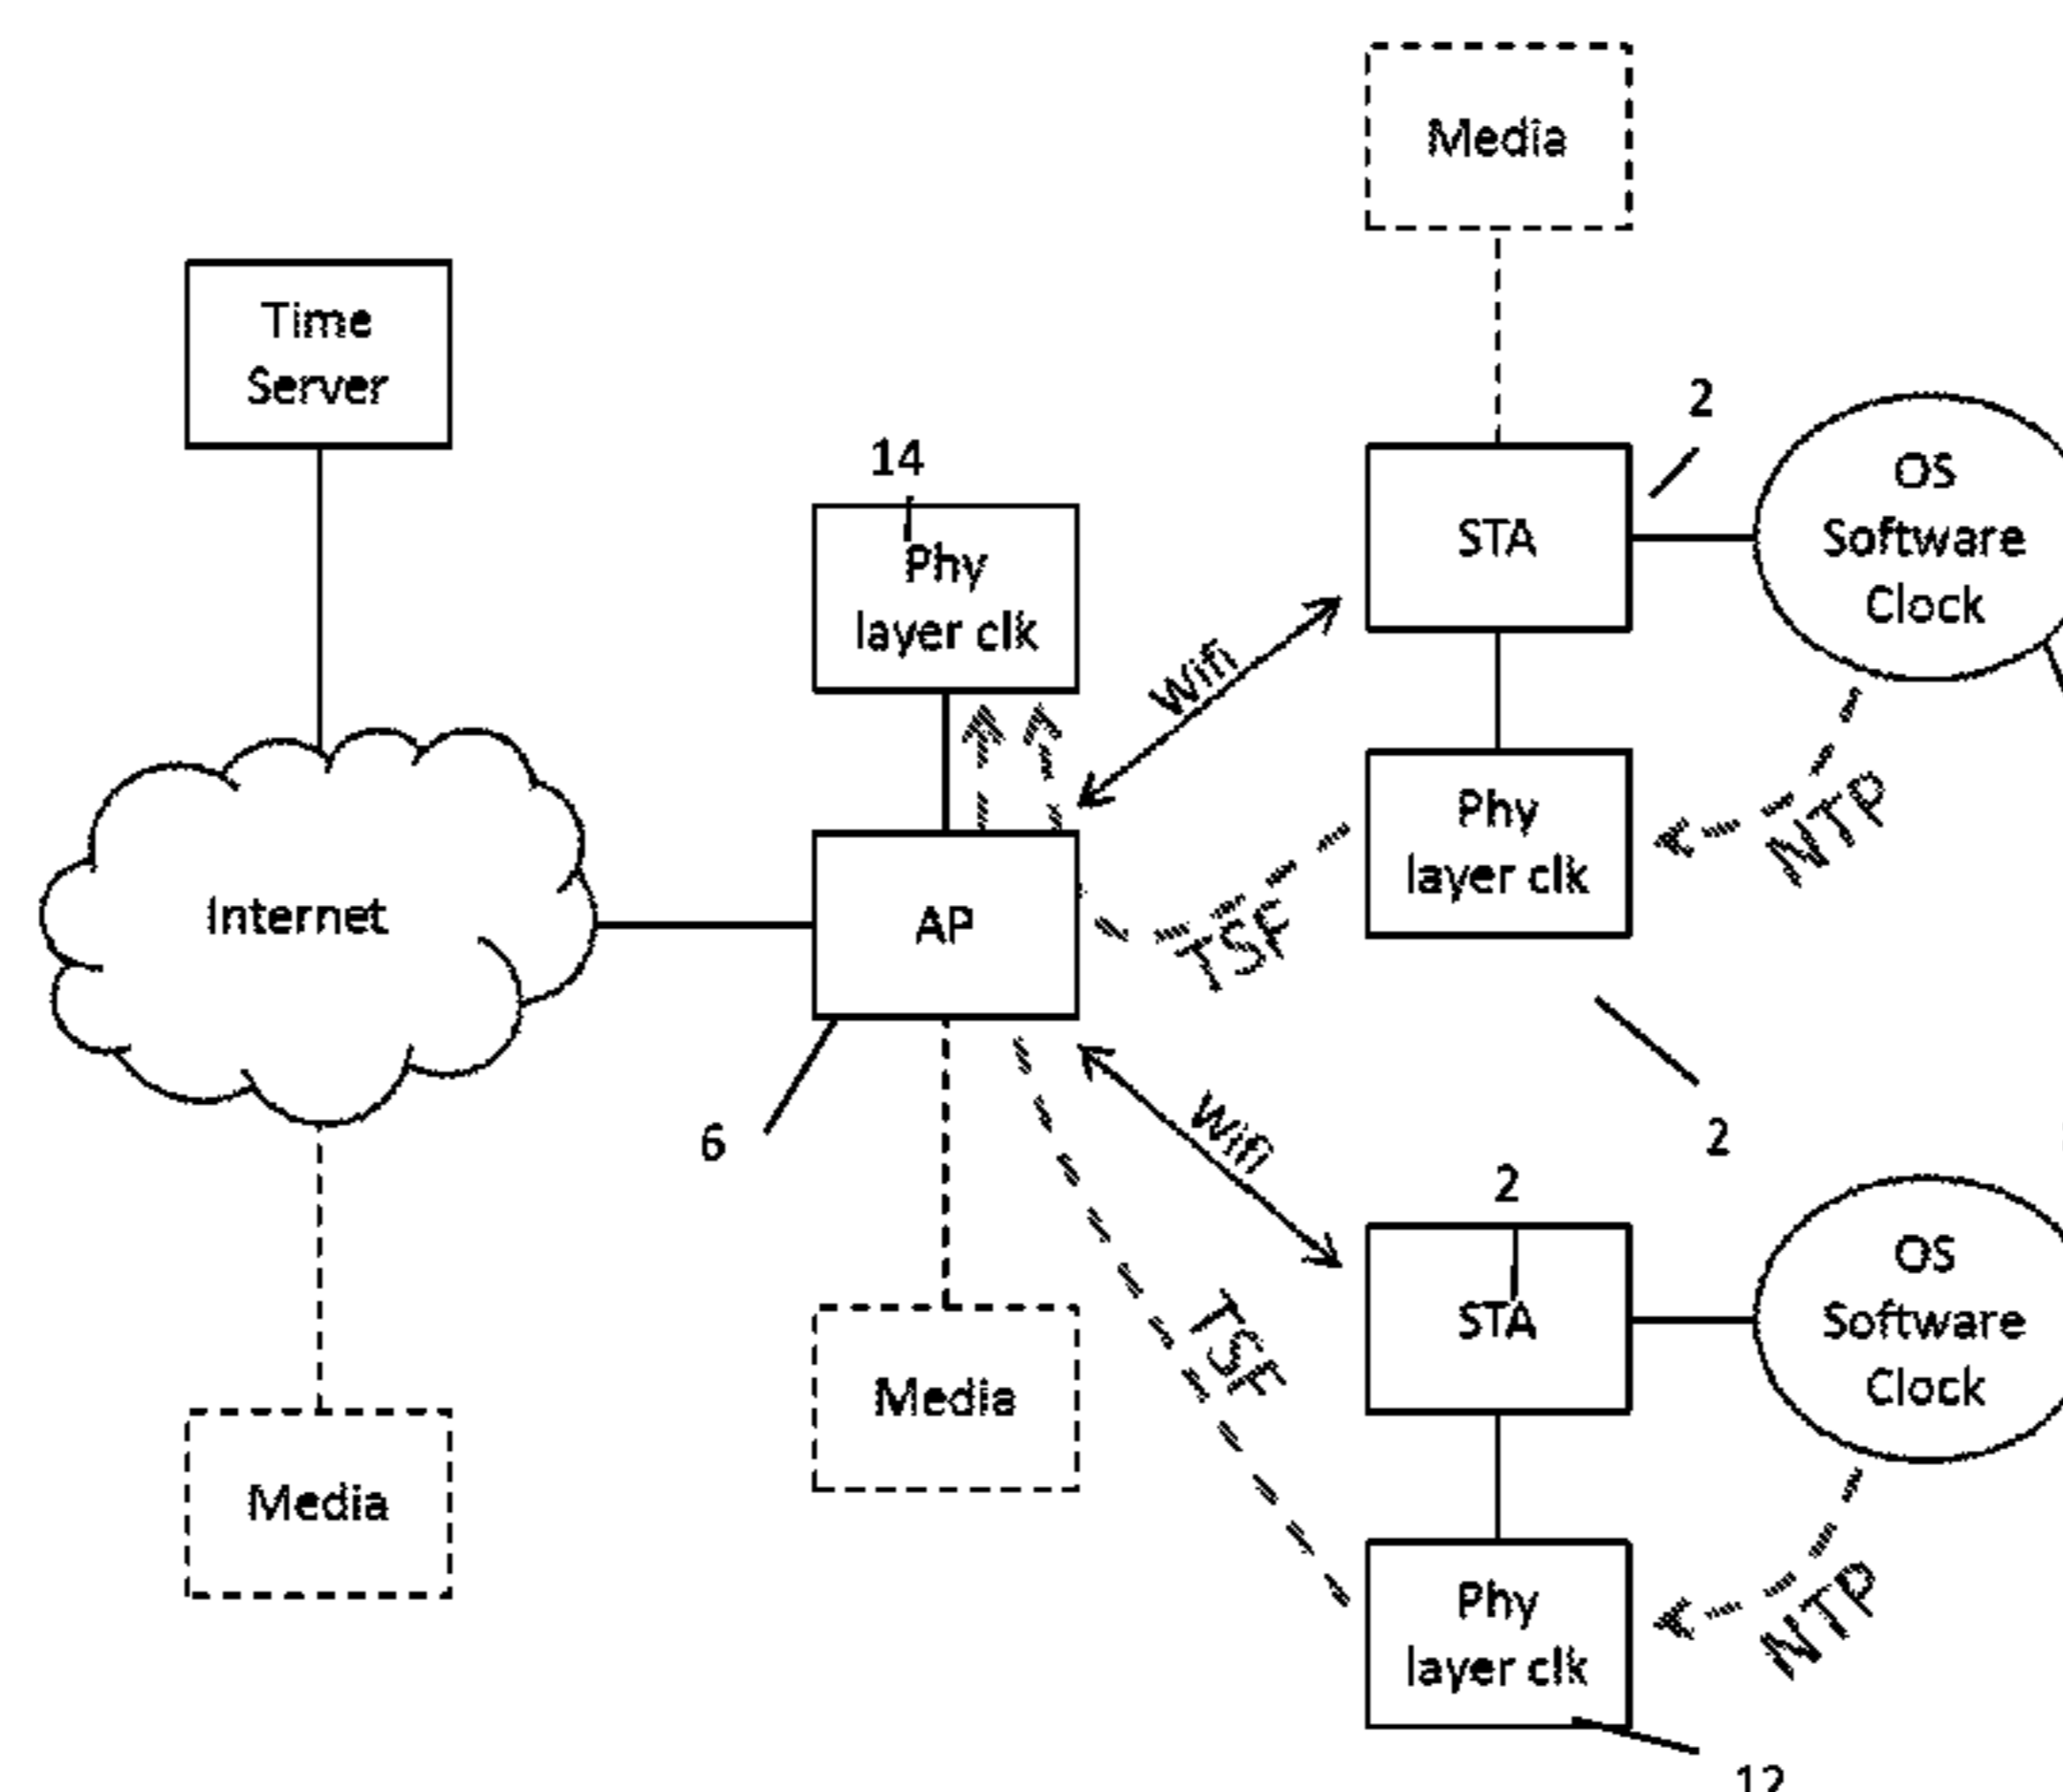 Media
Time
Server
2
14
OS
Software
Clock
STA
Phy
layer clk
Wifi
Phy
layer clk
NTP
Internet
AP
TSF
6
Wifi
2
2
STA
OS
Software
Clock
TSF
Media
Media
Phy
layer clk
NTP
12